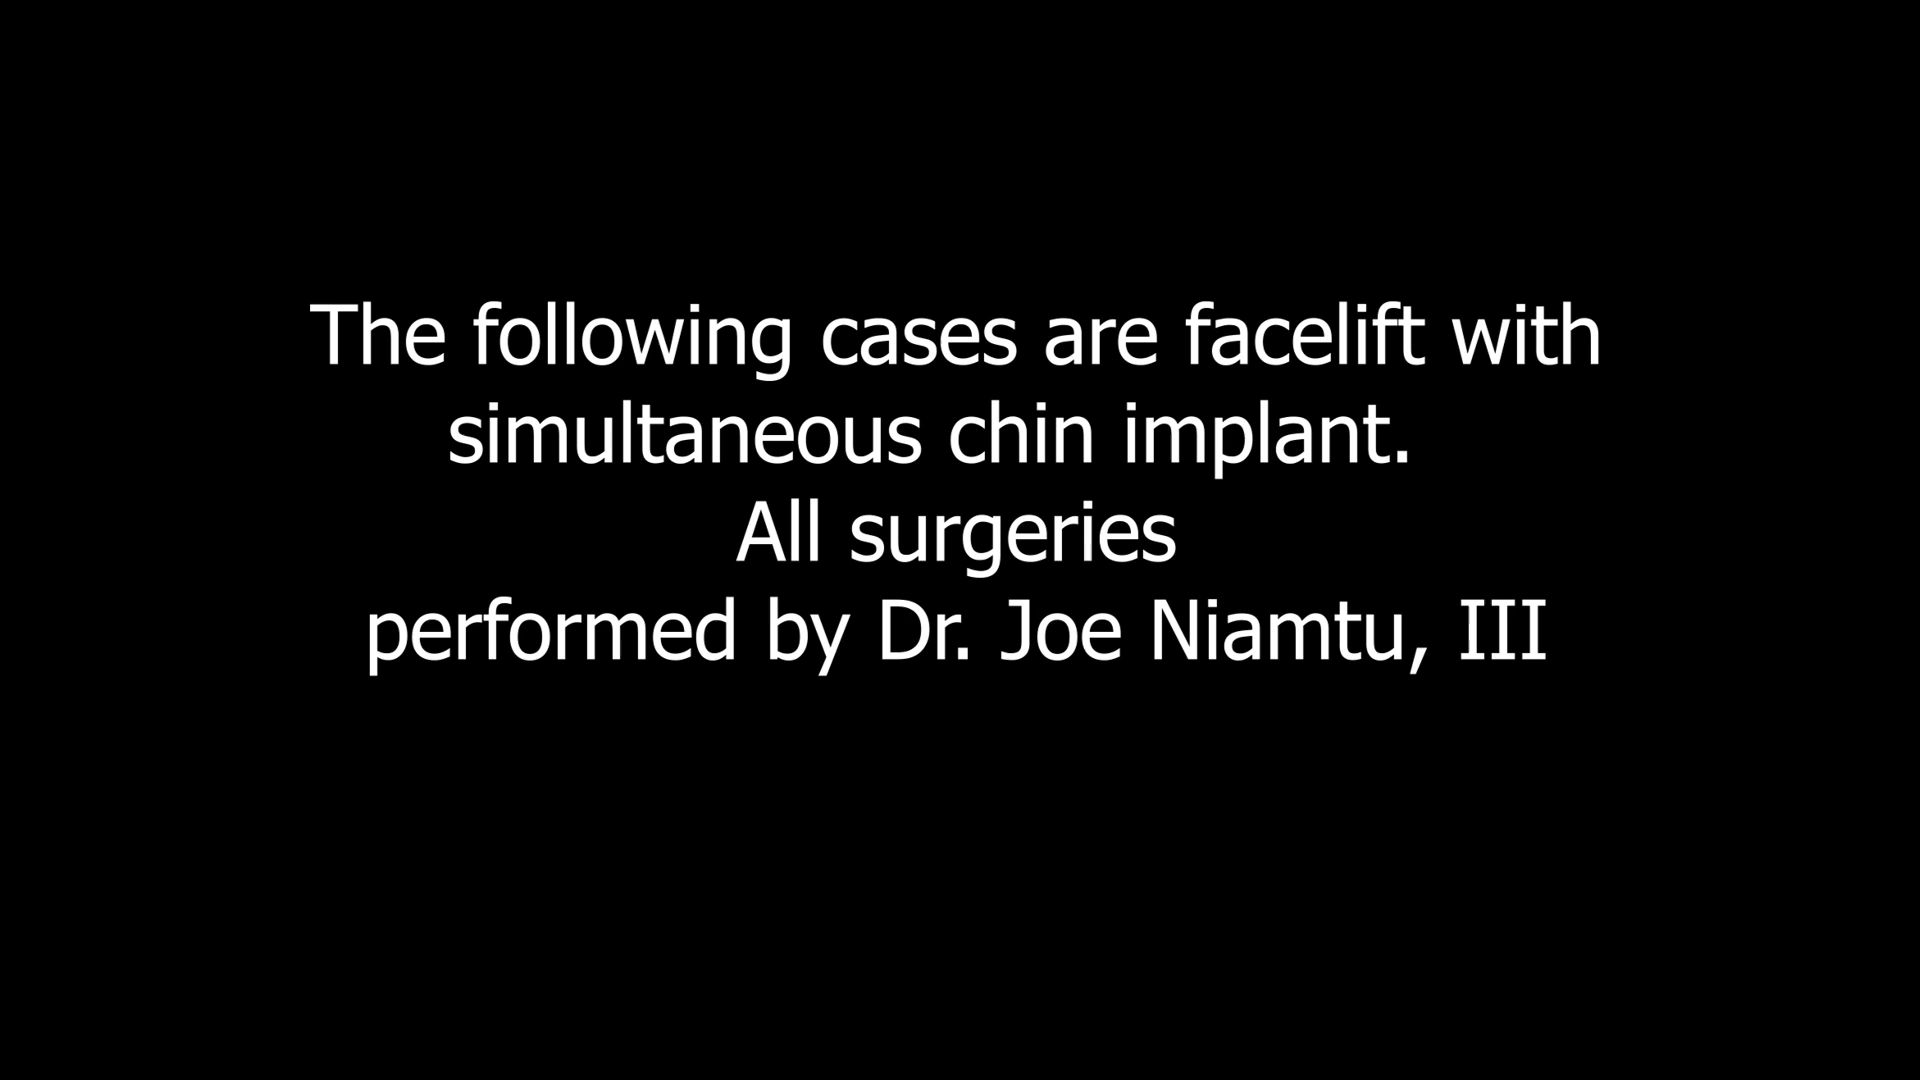 The following cases are facelift with
simultaneous chin implant.
All surgeries
performed by Dr. Joe Niamtu, III